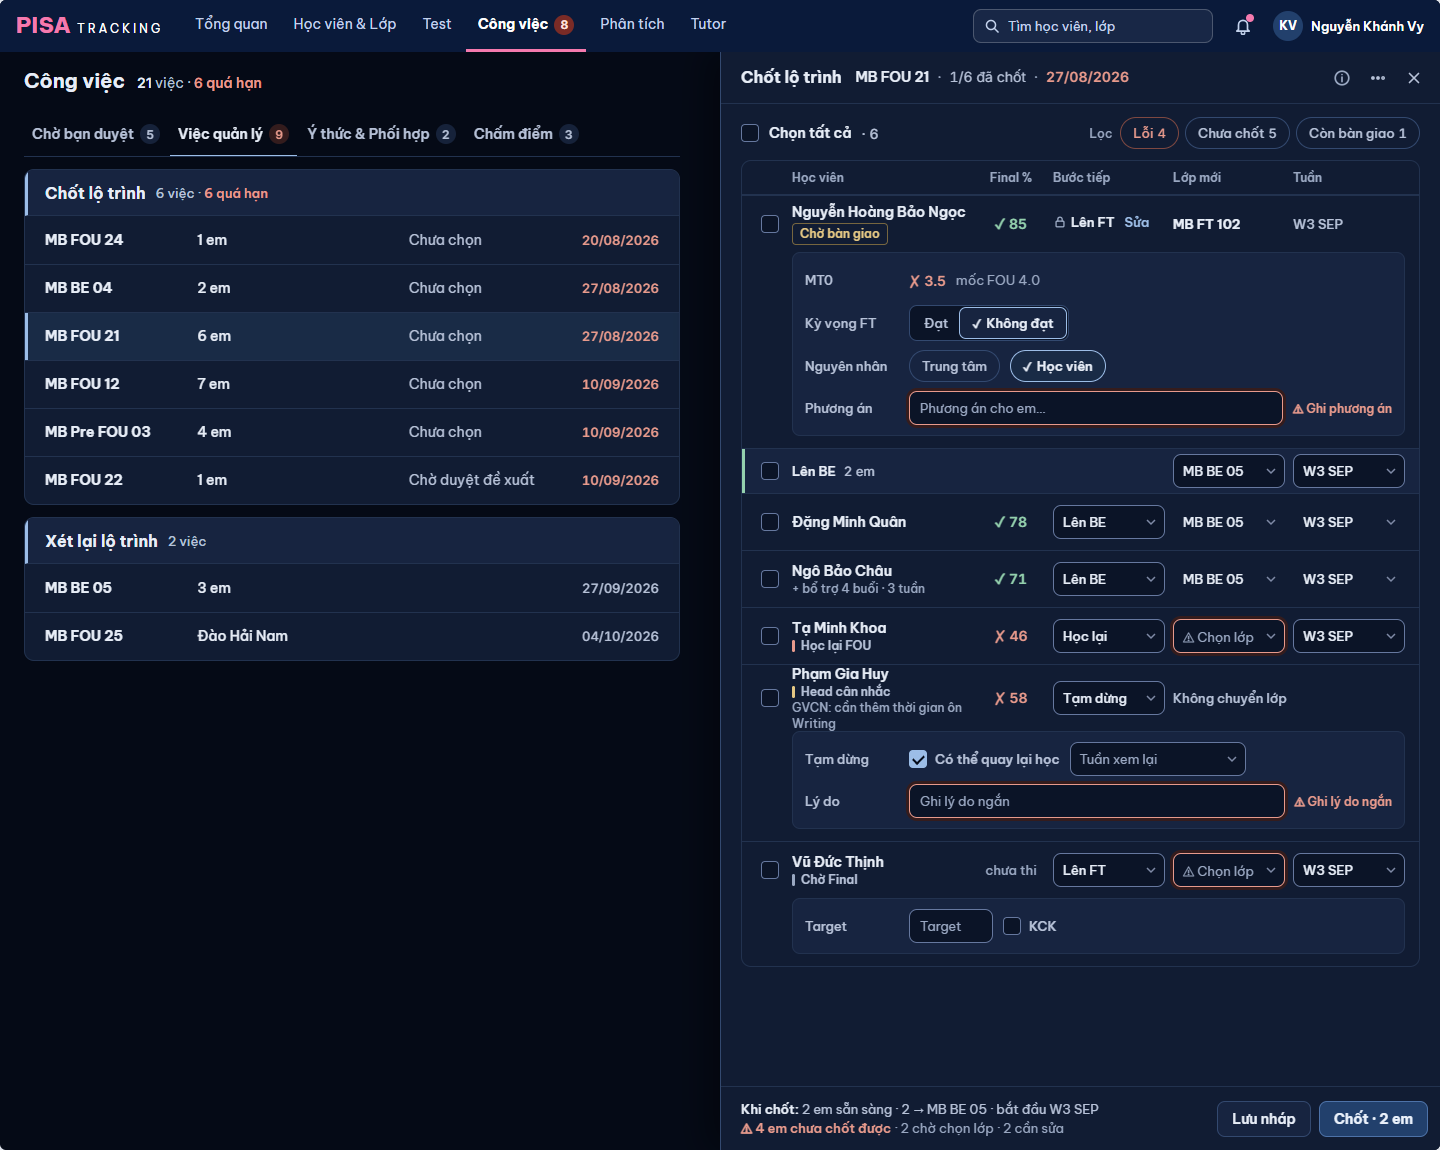 PISA TRACKING Tổng quan Học viên & Lớp Test Công việc 8 Phân tích Tutor Tìm học viên, lớp KV Nguyễn Khánh Vy
Công việc 21 việc · 6 quá hạn
Chờ bạn duyệt 5 Việc quản lý 9 Ý thức & Phối hợp 2 Chấm điểm 3
Chốt lộ trình 6 việc · 6 quá hạn
MB FOU 24 1 em Chưa chọn 20/08/2026
MB BE 04 2 em Chưa chọn 27/08/2026
MB FOU 21 6 em Chưa chọn 27/08/2026
MB FOU 12 7 em Chưa chọn 10/09/2026
MB Pre FOU 03 4 em Chưa chọn 10/09/2026
MB FOU 22 1 em Chờ duyệt đề xuất 10/09/2026
Xét lại lộ trình 2 việc
MB BE 05 3 em 27/09/2026
MB FOU 25 Đào Hải Nam 04/10/2026
Chốt lộ trình MB FOU 21 · 1/6 đã chốt · 27/08/2026
Chọn tất cả · 6 Lọc Lỗi 4 Chưa chốt 5 Còn bàn giao 1
Học viên Final % Bước tiếp Lớp mới Tuần
Nguyễn Hoàng Bảo Ngọc ✓ 85 Lên FT Sửa MB FT 102 W3 SEP
Chờ bàn giao
MT0 ✗ 3.5 mốc FOU 4.0
Kỳ vọng FT Đạt ✓ Không đạt
Nguyên nhân Trung tâm ✓ Học viên
Phương án Phương án cho em... ⚠ Ghi phương án
Lên BE 2 em MB BE 05 W3 SEP
Đặng Minh Quân ✓ 78 Lên BE MB BE 05 W3 SEP
Ngô Bảo Châu ✓ 71 Lên BE MB BE 05 W3 SEP
+ bổ trợ 4 buổi · 3 tuần
Tạ Minh Khoa ✗ 46 Học lại ⚠ Chọn lớp W3 SEP
Học lại FOU
Phạm Gia Huy ✗ 58 Tạm dừng Không chuyển lớp
Head cân nhắc
GVCN: cần thêm thời gian ôn
Writing
Tạm dừng Có thể quay lại học Tuần xem lại
Lý do Ghi lý do ngắn ⚠ Ghi lý do ngắn
Vũ Đức Thịnh chưa thi Lên FT ⚠ Chọn lớp W3 SEP
Chờ Final
Target Target KCK
Khi chốt: 2 em sẵn sàng · 2 → MB BE 05 · bắt đầu W3 SEP
⚠ 4 em chưa chốt được · 2 chờ chọn lớp · 2 cần sửa
Lưu nháp Chốt · 2 em